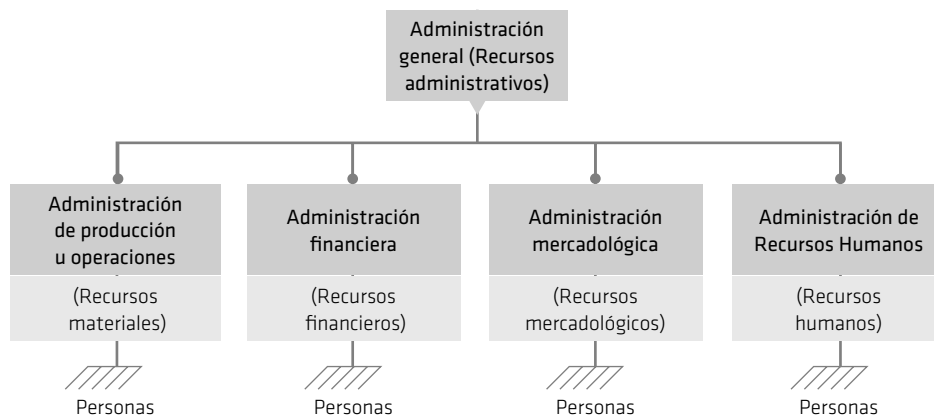 Administración
general (Recursos
administrativos)
Administración
de producción
u operaciones
(Recursos
materiales)
Personas
Administración
financiera
(Recursos
financieros)
Personas
Administración
mercadológica
(Recursos
mercadológicos)
Personas
Administración de
Recursos Humanos
(Recursos
humanos)
Personas